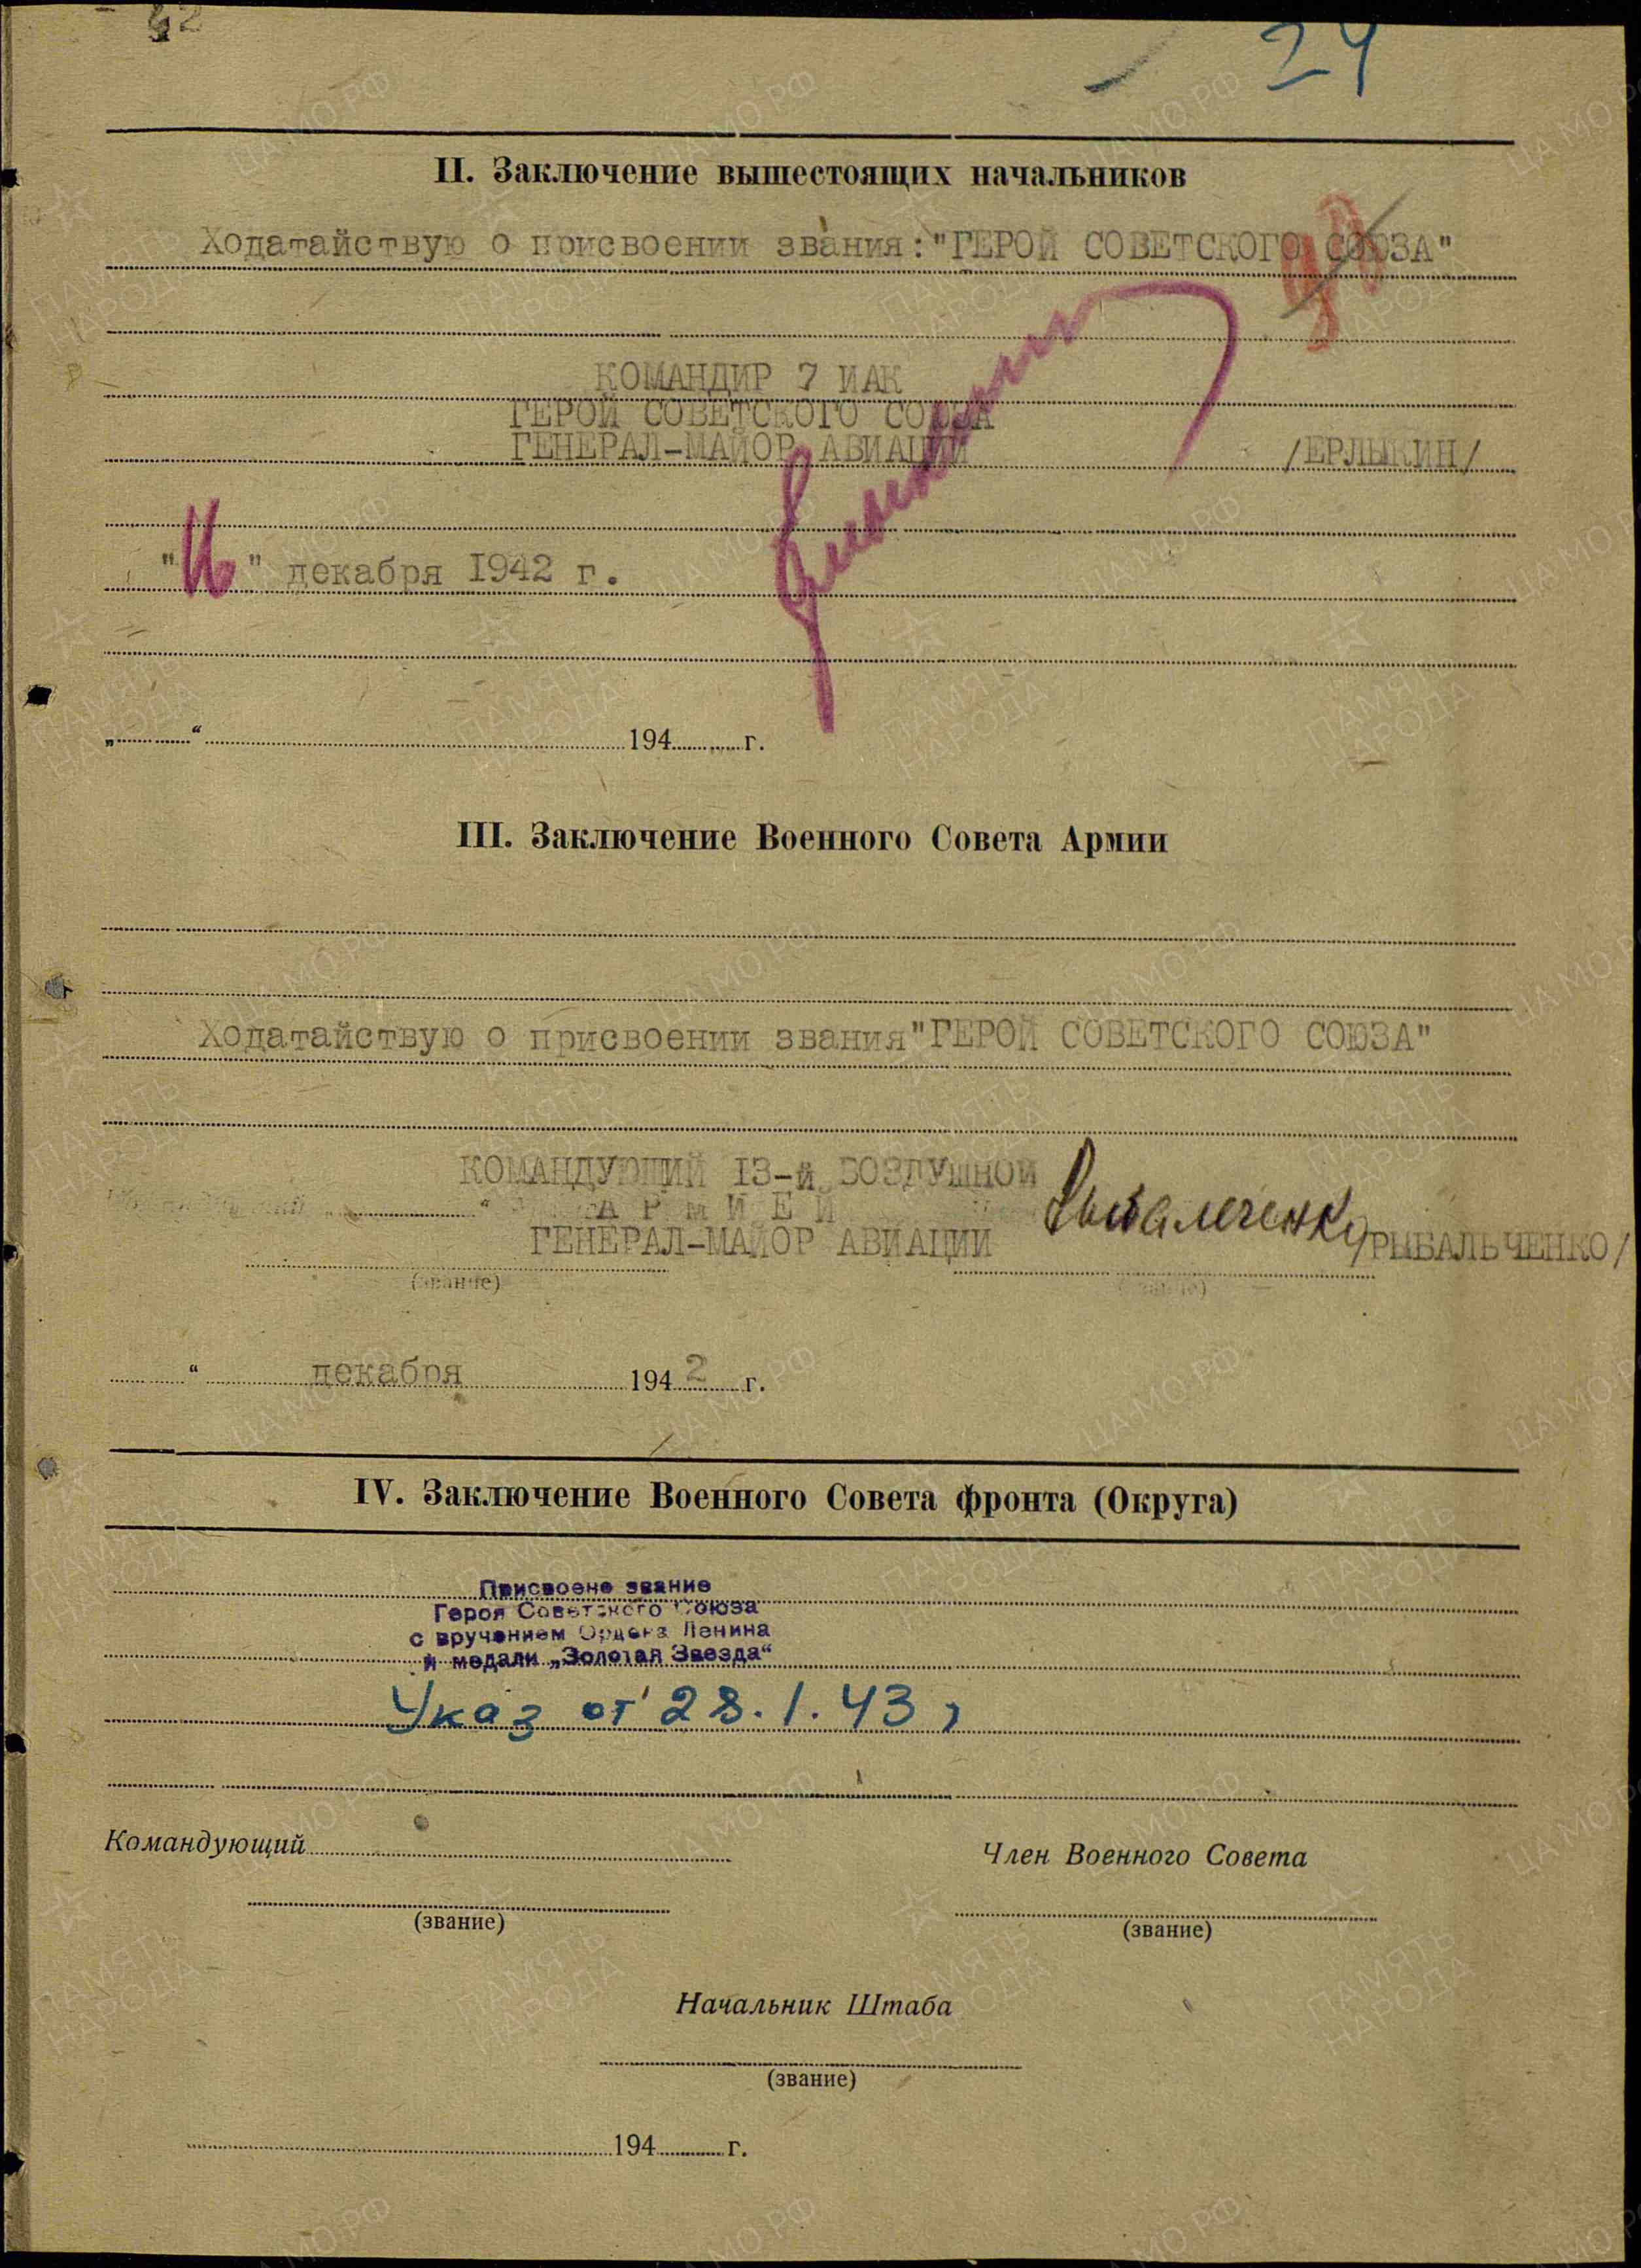 24
II. Заключение вышестоящих начальников
Ходатайствую о присвоении звания: "ГЕРОЙ СОВЕТСКОГО СОЮЗА"
КОМАНДИР 7 ИАК
ГЕРОЙ СОВЕТСКОГО СОЮЗА
ГЕНЕРАЛ-МАЙОР АВИАЦИИ /ЕРЛЫКИН/
"16" декабря 1942 г.
„ “ 194 г.
III. Заключение Военного Совета Армии
Ходатайствую о присвоении звания "ГЕРОЙ СОВЕТСКОГО СОЮЗА"
КОМАНДУЮЩИЙ 13-й ВОЗДУШНОЙ
АРМИЕЙ Рыбальченко
ГЕНЕРАЛ-МАЙОР АВИАЦИИ /РЫБАЛЬЧЕНКО/
(звание)
“ декабря 1942 г.
IV. Заключение Военного Совета фронта (Округа)
Присвоено звание
Героя Советского Союза
с вручением Ордена Ленина
и медали „Золотая Звезда“
Указ от 28.1.43 г
Командующий
Член Военного Совета
(звание)
(звание)
Начальник Штаба
(звание)
194 г.